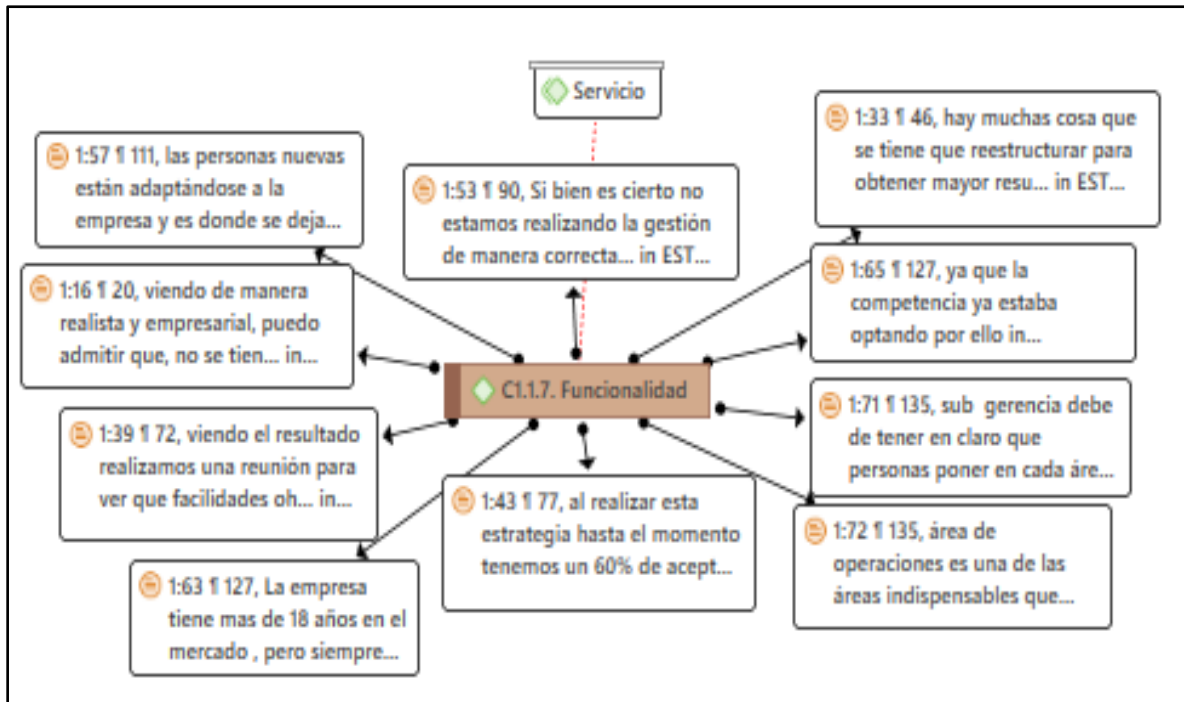 Servicio
1:57 ¶ 111, las personas nuevas
están adaptándose a la
empresa y es donde se deja...
1:53 ¶ 90, Si bien es cierto no
estamos realizando la gestión
de manera correcta... in EST...
1:33 ¶ 46, hay muchas cosa que
se tiene que reestructurar para
obtener mayor resu... in EST...
1:16 ¶ 20, viendo de manera
realista y empresarial, puedo
admitir que, no se tien... in...
1:65 ¶ 127, ya que la
competencia ya estaba
optando por ello in...
C1.1.7. Funcionalidad
1:39 ¶ 72, viendo el resultado
realizamos una reunión para
ver que facilidades oh... in...
1:71 ¶ 135, sub gerencia debe
de tener en claro que
personas poner en cada áre...
1:43 ¶ 77, al realizar esta
estrategia hasta el momento
tenemos un 60% de acept...
1:72 ¶ 135, área de
operaciones es una de las
áreas indispensables que...
1:63 ¶ 127, La empresa
tiene mas de 18 años en el
mercado , pero siempre...